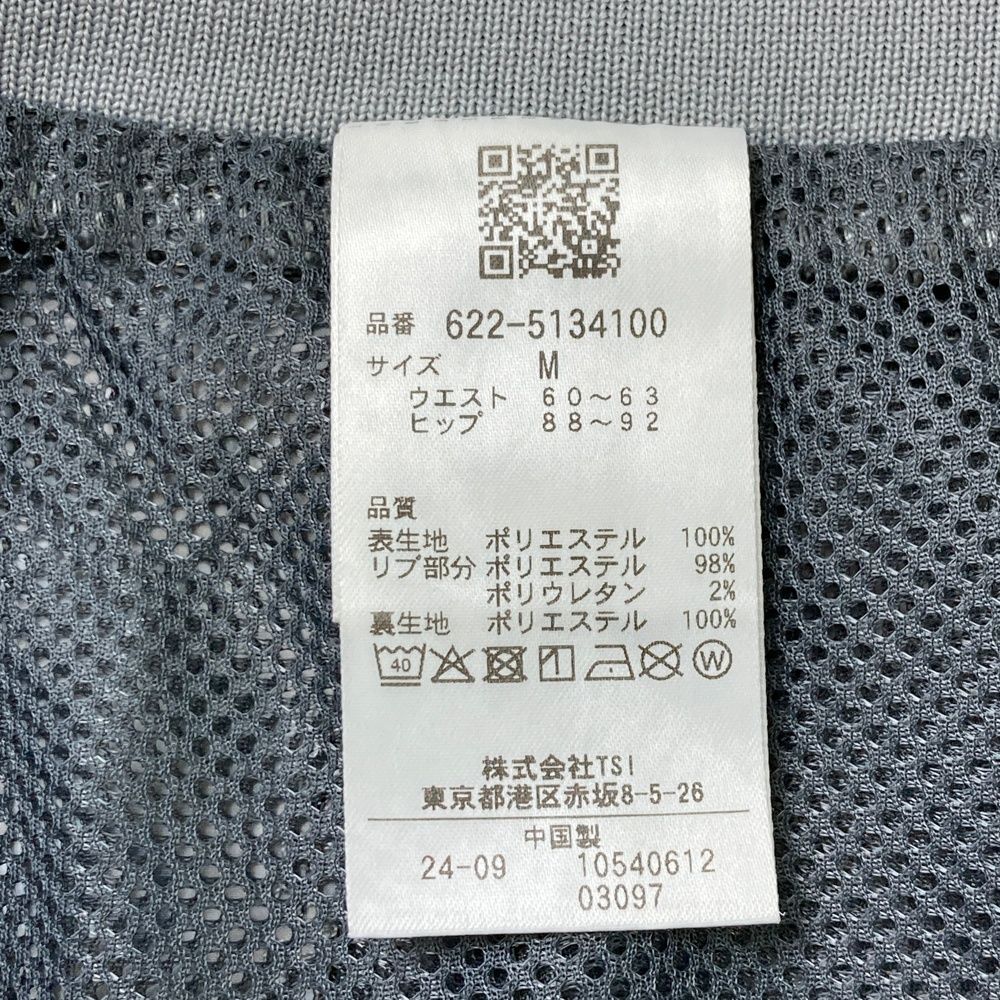 品番 622-5134100
サイズ M
ウエスト 60～63
ヒップ 88～92
品質
表生地 ポリエステル 100%
リブ部分 ポリエステル 98%
ポリウレタン 2%
裏生地 ポリエステル 100%
40 W
株式会社TSI
東京都港区赤坂8-5-26
中国製
24-09 10540612
03097